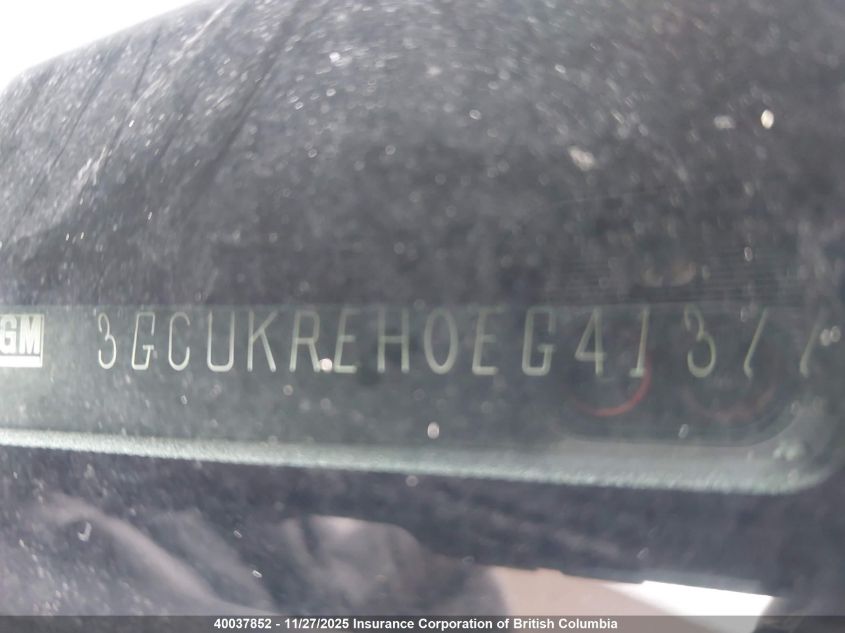 GM 3GCUKREH0EG41377
40037852 - 11/27/2025 Insurance Corporation of British Columbia